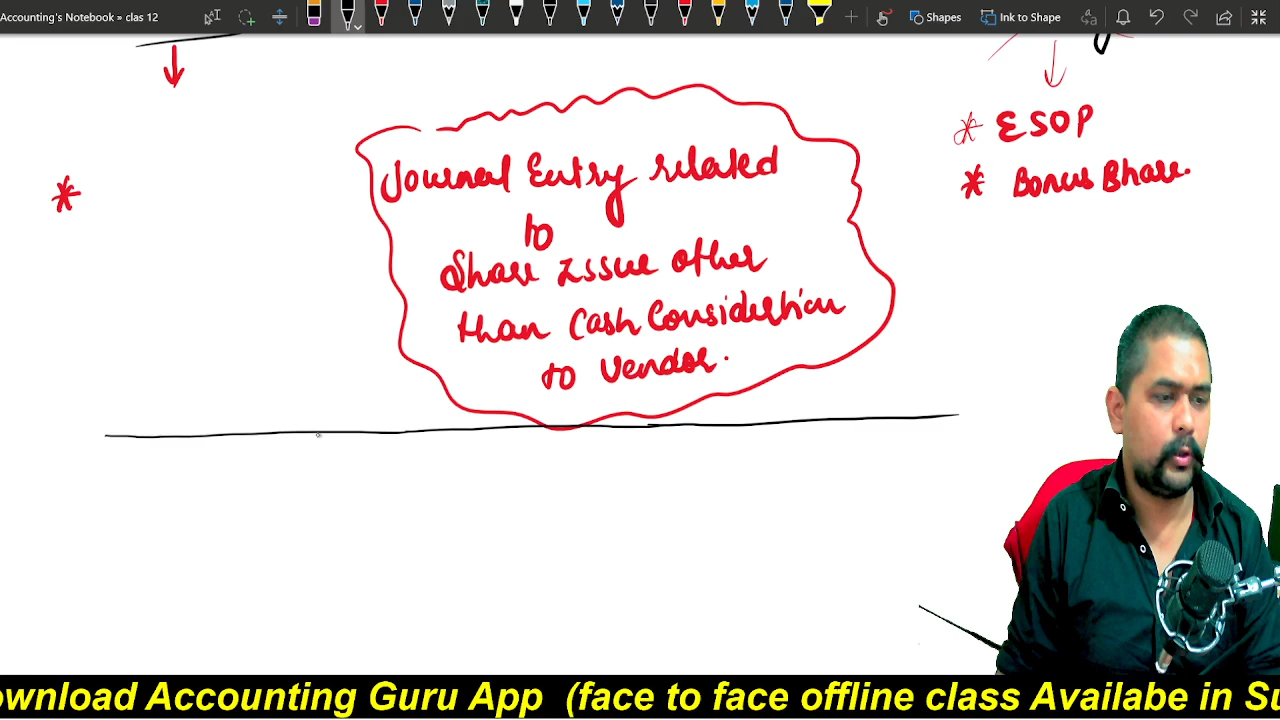 Accounting's Notebook » clas 12
Shapes
Ink to Shape
* ESOP
* Bonus Share.
*
Journal Entry related
to
Share Issue other
than Cash Considertion
to Vendor.
ownload Accounting Guru App (face to face offline class Availabe in Su